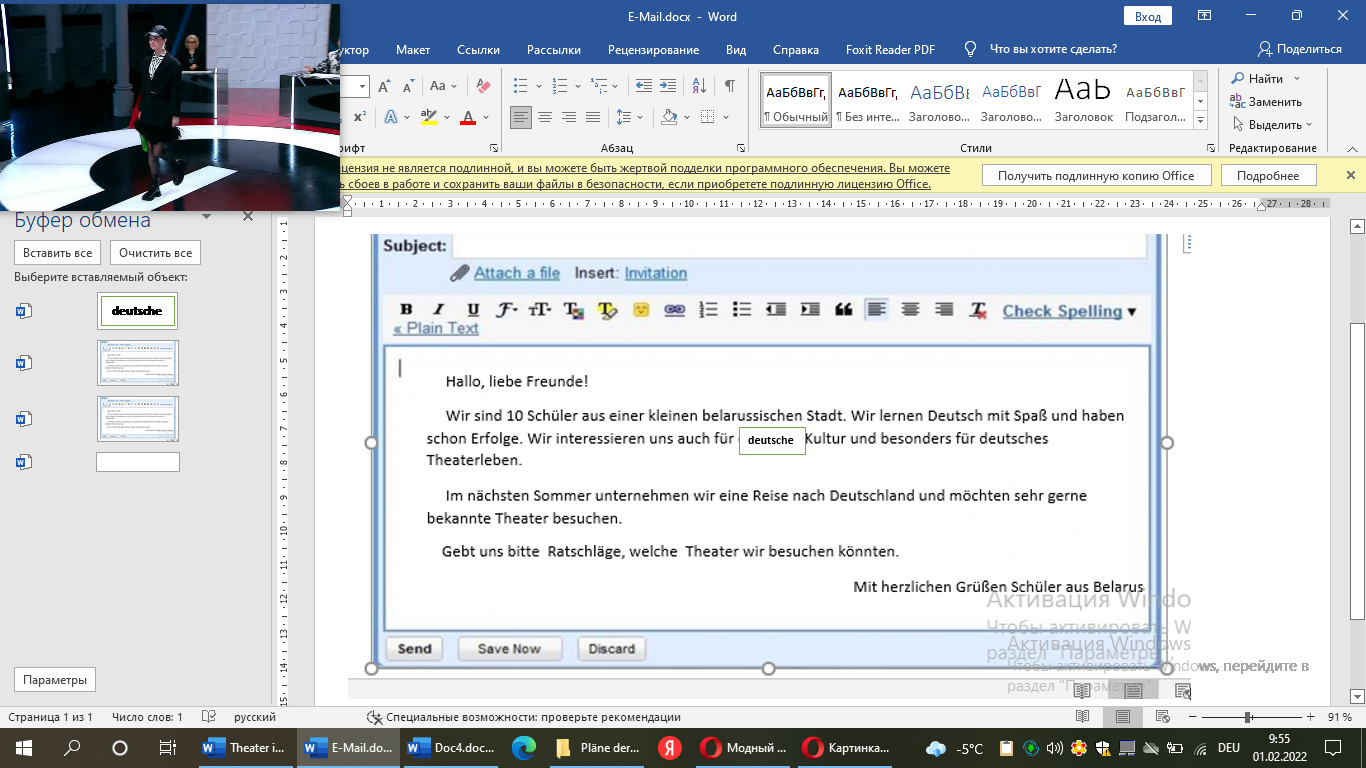 E-Mail.docx - Word
Вход
Макет Ссылки Рассылки Рецензирование Вид Справка Foxit Reader PDF Что вы хотите сделать? Поделиться
Aa
АаБбВвГг, АаБбВвГг, АаБбВв АаБбВвГ АаЬ АаБбВвГ
¶ Обычный ¶ Без инте... Заголово... Заголово... Заголовок Подзагол...
Найти
Заменить
Выделить
Абзац Стили Редактирование
не является подлинной, и вы можете быть жертвой подделки программного обеспечения. Вы можете
сбоев в работе и сохранить ваши файлы в безопасности, если приобретете подлинную лицензию Office.
Получить подлинную копию Office Подробнее
Буфер обмена
Вставить все Очистить все
Выберите вставляемый объект:
deutsche
Параметры
Subject:
Attach a file Insert: Invitation
B I U Check Spelling
« Plain Text
Hallo, liebe Freunde!
Wir sind 10 Schüler aus einer kleinen belarussischen Stadt. Wir lernen Deutsch mit Spaß und haben
schon Erfolge. Wir interessieren uns auch für deutsche Kultur und besonders für deutsches
Theaterleben.
Im nächsten Sommer unternehmen wir eine Reise nach Deutschland und möchten sehr gerne
bekannte Theater besuchen.
Gebt uns bitte Ratschläge, welche Theater wir besuchen könnten.
Mit herzlichen Grüßen Schüler aus Belarus
Send Save Now Discard
Активация Windo
Чтобы активировать W
Активация Windows
раздел "Параметры".
Чтобы активировать Windows, перейдите в
раздел "Параметры".
Страница 1 из 1 Число слов: 1 русский Специальные возможности: проверьте рекомендации 91 %
Theater i... E-Mail.do... Doc4.doc... Pläne der... Я Модный ... Картинка... -5°C DEU 9:55
01.02.2022